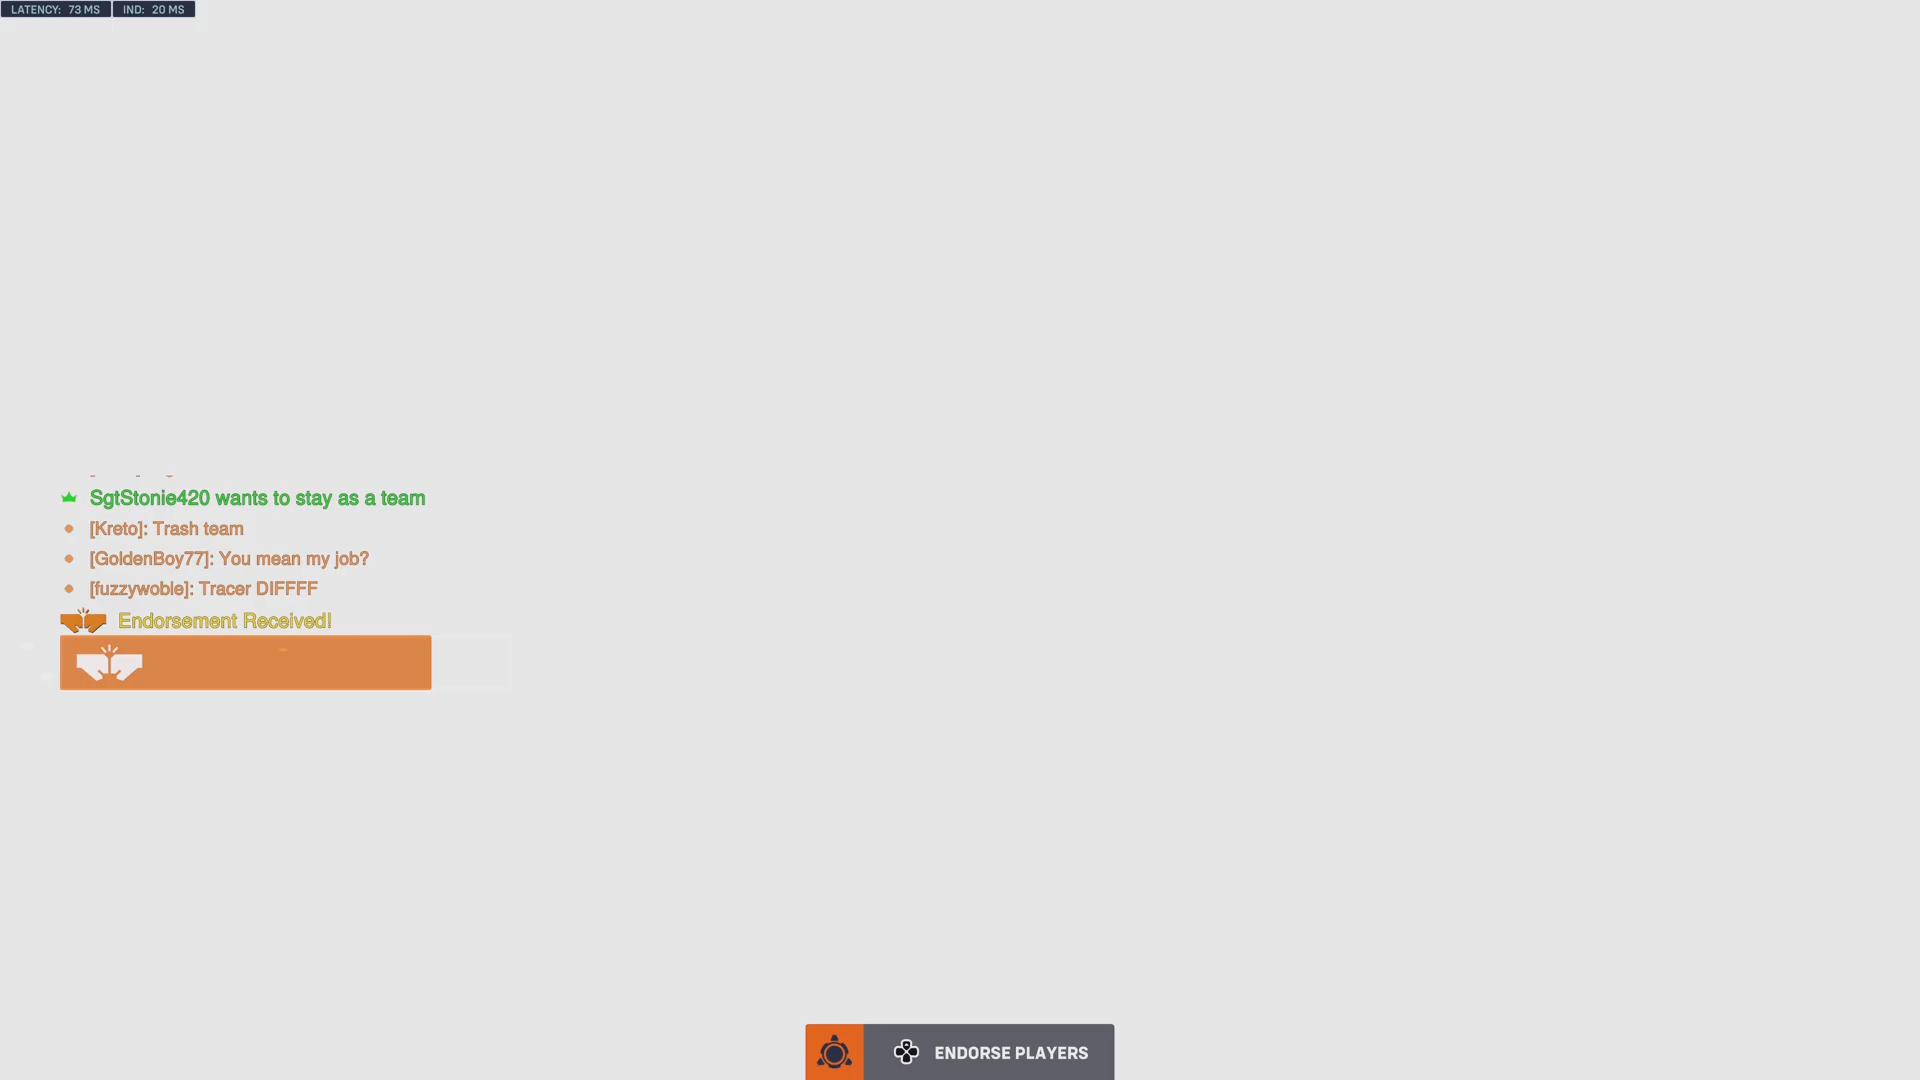 LATENCY: 73 MS IND: 20 MS
SgtStonie420 wants to stay as a team
[Kreto]: Trash team
[GoldenBoy77]: You mean my job?
[fuzzywoble]: Tracer DIFFFF
Endorsement Received!
ENDORSE PLAYERS